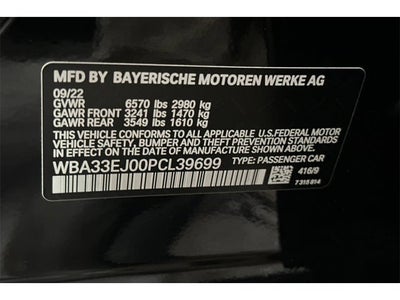 MFD BY BAYERISCHE MOTOREN WERKE AG
09/22
GVWR 6570 lbs 2980 kg
GAWR FRONT 3241 lbs 1470 kg
GAWR REAR 3549 lbs 1610 kg
THIS VEHICLE CONFORMS TO ALL APPLICABLE U.S.FEDERAL MOTOR
VEHICLE SAFETY, BUMPER AND THEFT PREVENTION STANDARDS IN
EFFECT ON THE DATE OF MANUFACTURE SHOWN ABOVE.
WBA33EJ00PCL39699 TYPE: PASSENGER CAR
416/9
7 315 814